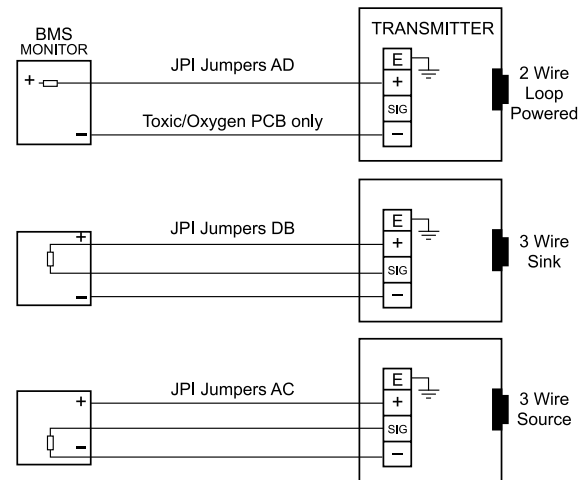 BMS
MONITOR
+
−
JPI Jumpers AD
Toxic/Oxygen PCB only
TRANSMITTER
E
+
SIG
−
2 Wire
Loop
Powered
+
−
JPI Jumpers DB
E
+
SIG
−
3 Wire
Sink
+
−
JPI Jumpers AC
E
+
SIG
−
3 Wire
Source